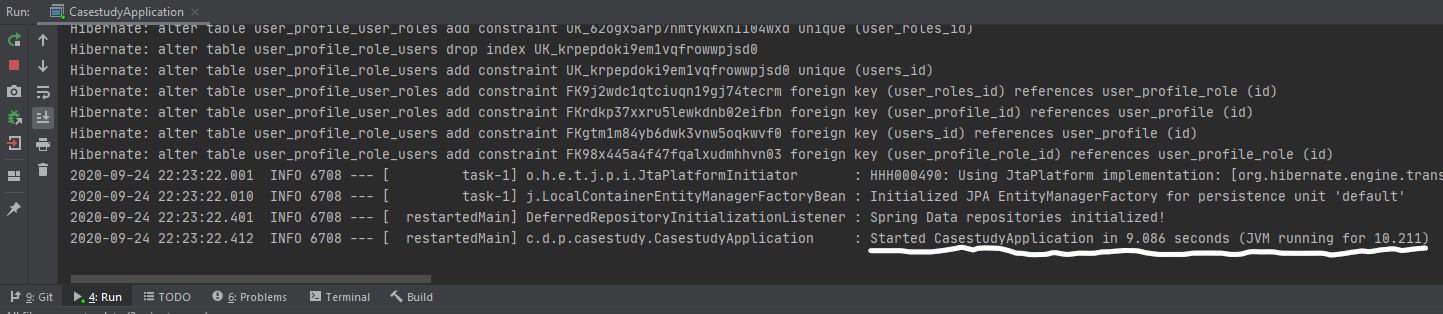 Run: CasestudyApplication ×
Hibernate: alter table user_profile_user_roles add constraint unique (user_roles_id)
Hibernate: alter table user_profile_role_users drop index UK_krpepdoki9em1vqfrowwpjsd0
Hibernate: alter table user_profile_role_users add constraint UK_krpepdoki9em1vqfrowwpjsd0 unique (users_id)
Hibernate: alter table user_profile_user_roles add constraint FK9j2wdc1qtciuqn19gj74tecrm foreign key (user_roles_id) references user_profile_role (id)
Hibernate: alter table user_profile_user_roles add constraint FKrdkp37xxru5lewkdnb02eifbn foreign key (user_profile_id) references user_profile (id)
Hibernate: alter table user_profile_role_users add constraint FKgtm1m84yb6dwk3vnw5oqkwvf0 foreign key (users_id) references user_profile (id)
Hibernate: alter table user_profile_role_users add constraint FK98x445a4f47fqalxudmhhvn03 foreign key (user_profile_role_id) references user_profile_role (id)
2020-09-24 22:23:22.001  INFO 6708 --- [         task-1] o.h.e.t.j.p.i.JtaPlatformInitiator       : HHH000490: Using JtaPlatform implementation: [org.hibernate.engine.trans
2020-09-24 22:23:22.010  INFO 6708 --- [         task-1] j.LocalContainerEntityManagerFactoryBean : Initialized JPA EntityManagerFactory for persistence unit 'default'
2020-09-24 22:23:22.401  INFO 6708 --- [  restartedMain] DeferredRepositoryInitializationListener : Spring Data repositories initialized!
2020-09-24 22:23:22.412  INFO 6708 --- [  restartedMain] c.d.p.casestudy.CasestudyApplication     : Started CasestudyApplication in 9.086 seconds (JVM running for 10.211)
9: Git 4: Run TODO 6: Problems Terminal Build